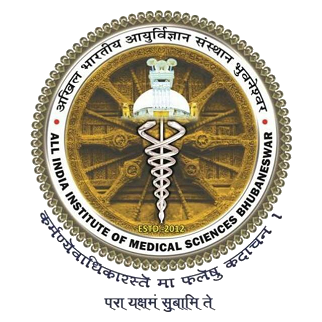 अखिल भारतीय आयुर्विज्ञान संस्थान भुवनेश्वर
ALL INDIA INSTITUTE OF MEDICAL SCIENCES BHUBANESWAR
ESTD.-2012
कर्मण्येवाधिकारस्ते मा फलेषु कदाचन ।
परा यक्षमं सुबामि ते